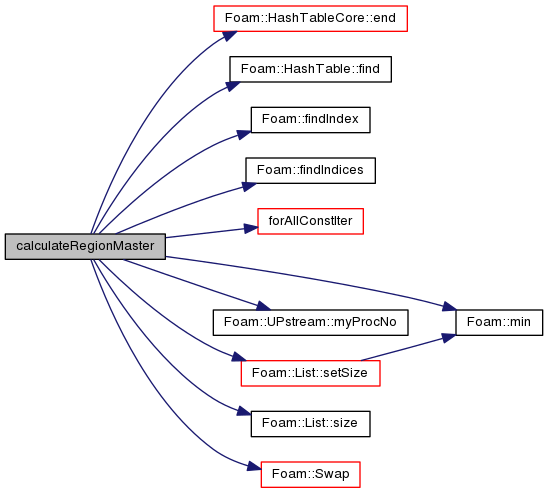 Foam::HashTableCore::end
Foam::HashTable::find
Foam::findIndex
Foam::findIndices
calculateRegionMaster
forAllConstIter
Foam::UPstream::myProcNo
Foam::min
Foam::List::setSize
Foam::List::size
Foam::Swap